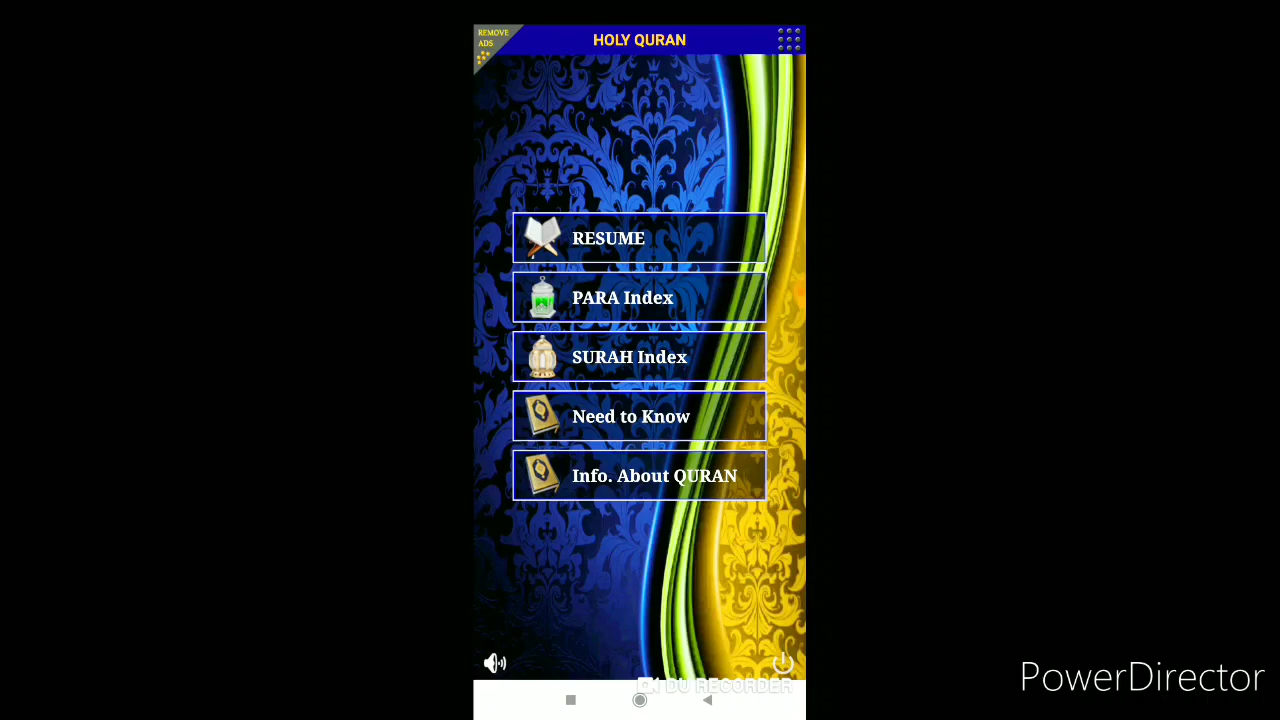 REMOVE
ADS
HOLY QURAN
RESUME
PARA Index
SURAH Index
Need to Know
Info. About QURAN
DU RECORDER
PowerDirector